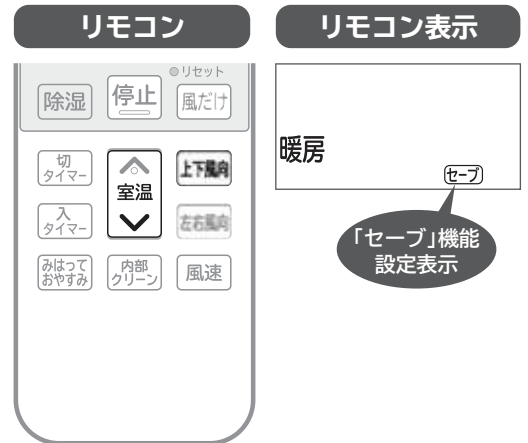 リモコン
リモコン表示
リセット
除湿
停止
風だけ
切
タイマー
室温
上下風向
入
タイマー
左右風向
みはって
おやすみ
内部
クリーン
風速
暖房
セーブ
「セーブ」機能
設定表示